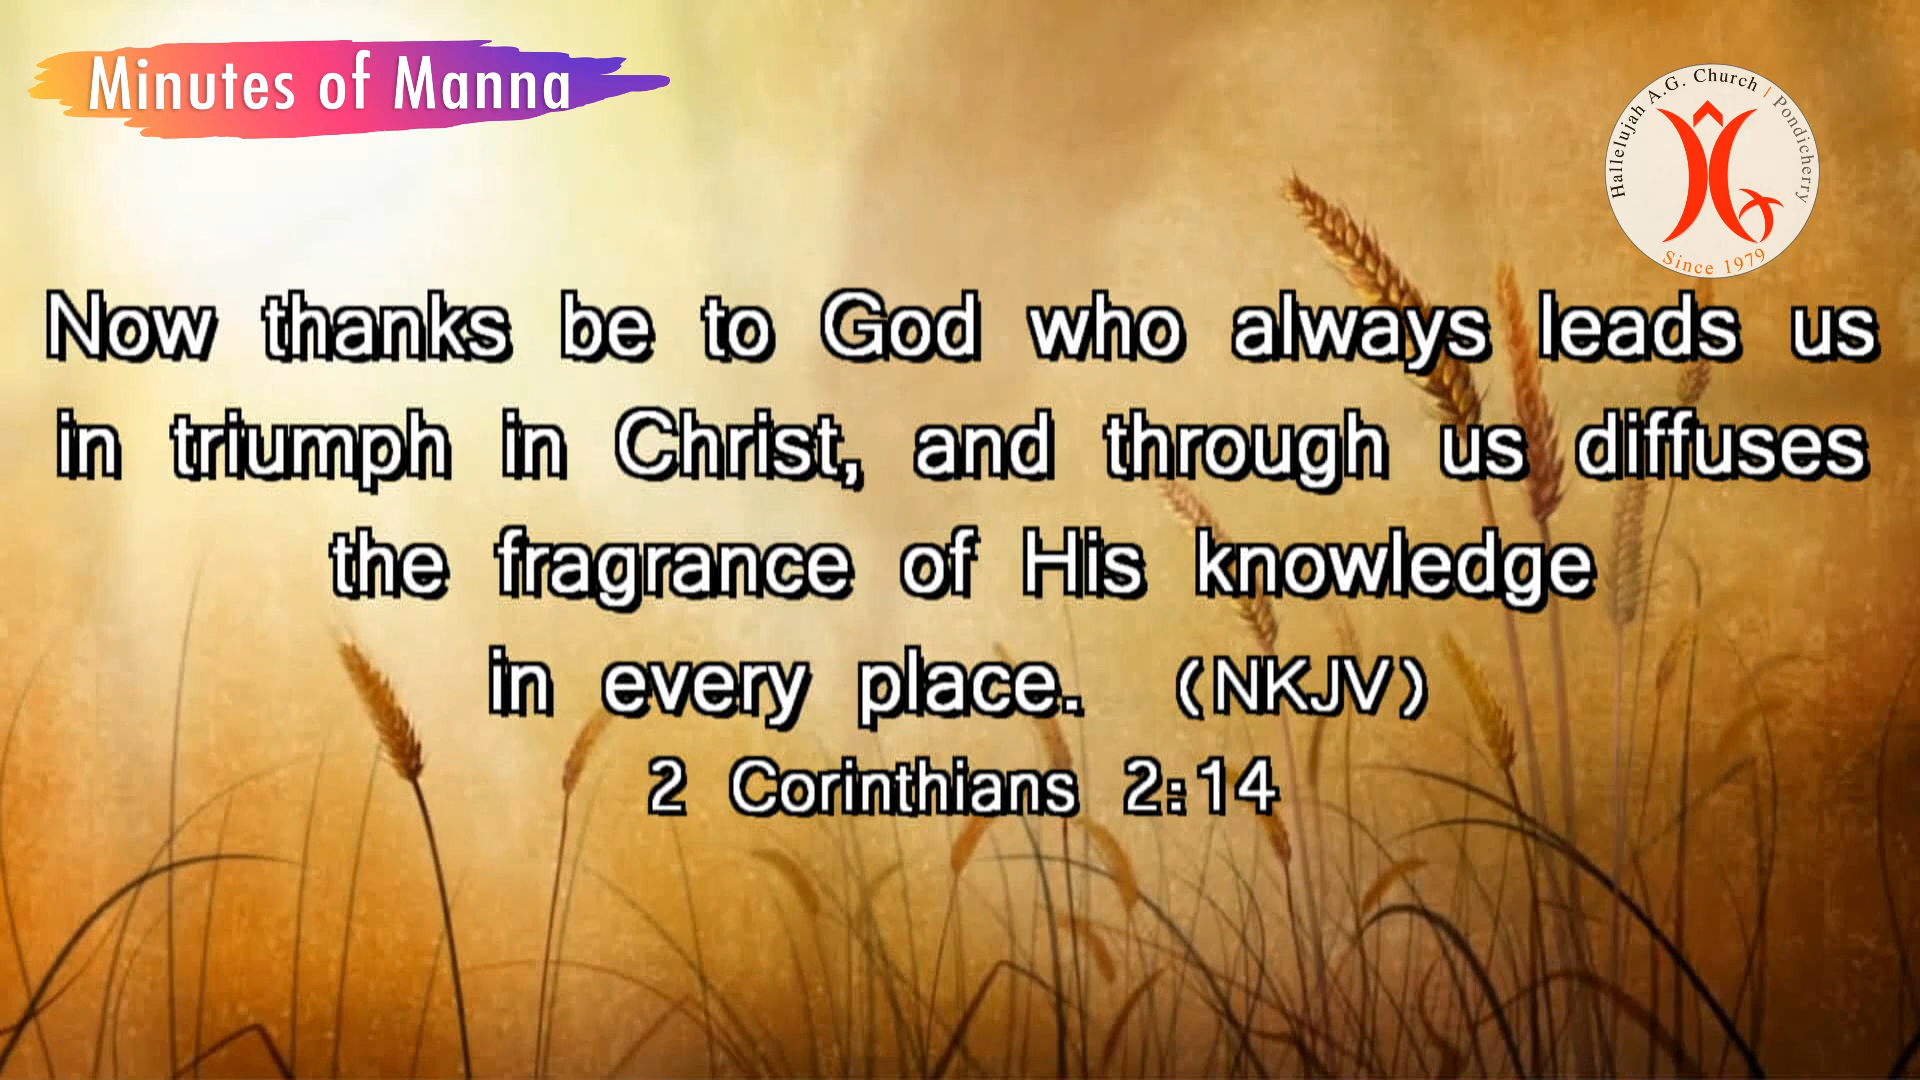 Minutes of Manna
Hallelujah A.G. Church | Pondicherry
Since 1979
Now thanks be to God who always leads us
in triumph in Christ, and through us diffuses
the fragrance of His knowledge
in every place. (NKJV)
2 Corinthians 2:14